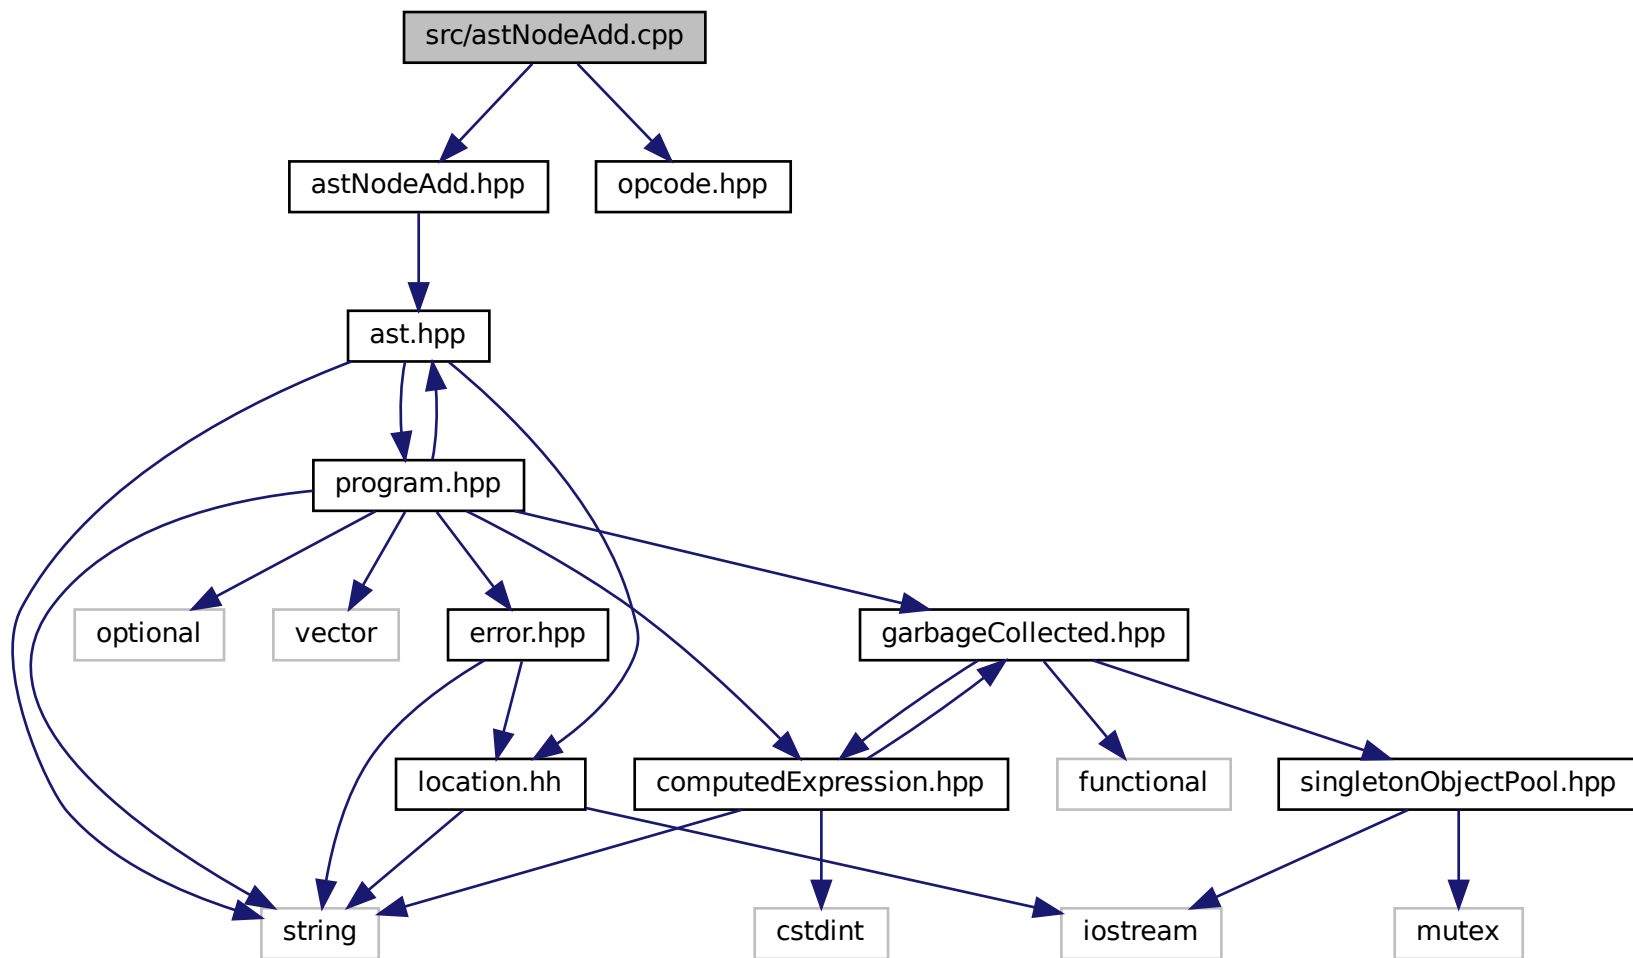 src/astNodeAdd.cpp
astNodeAdd.hpp
opcode.hpp
ast.hpp
program.hpp
optional
vector
error.hpp
garbageCollected.hpp
location.hh
computedExpression.hpp
functional
singletonObjectPool.hpp
string
cstdint
iostream
mutex